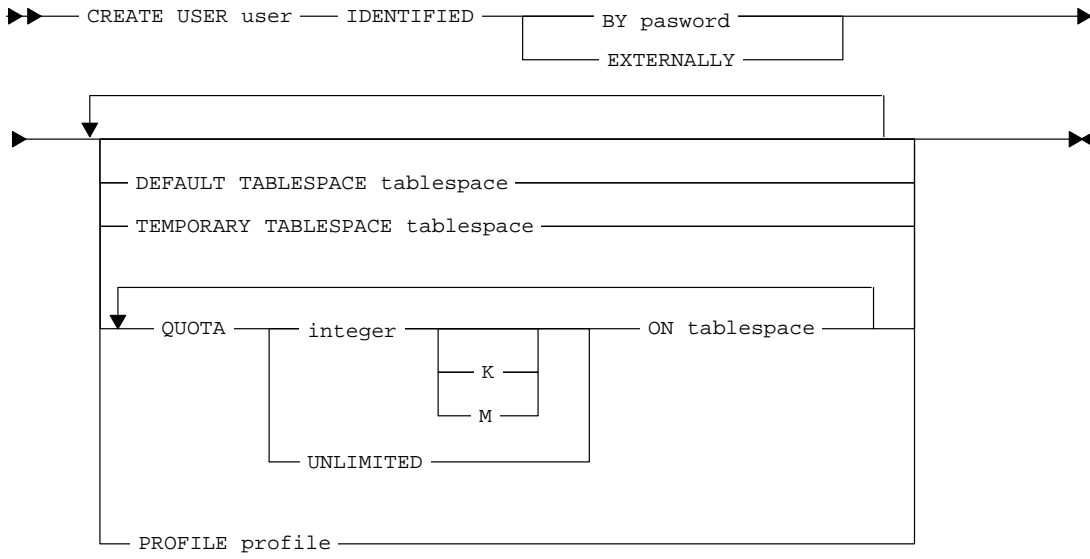 CREATE USER user IDENTIFIED BY pasword
EXTERNALLY
DEFAULT TABLESPACE tablespace
TEMPORARY TABLESPACE tablespace
QUOTA integer ON tablespace
K
M
UNLIMITED
PROFILE profile